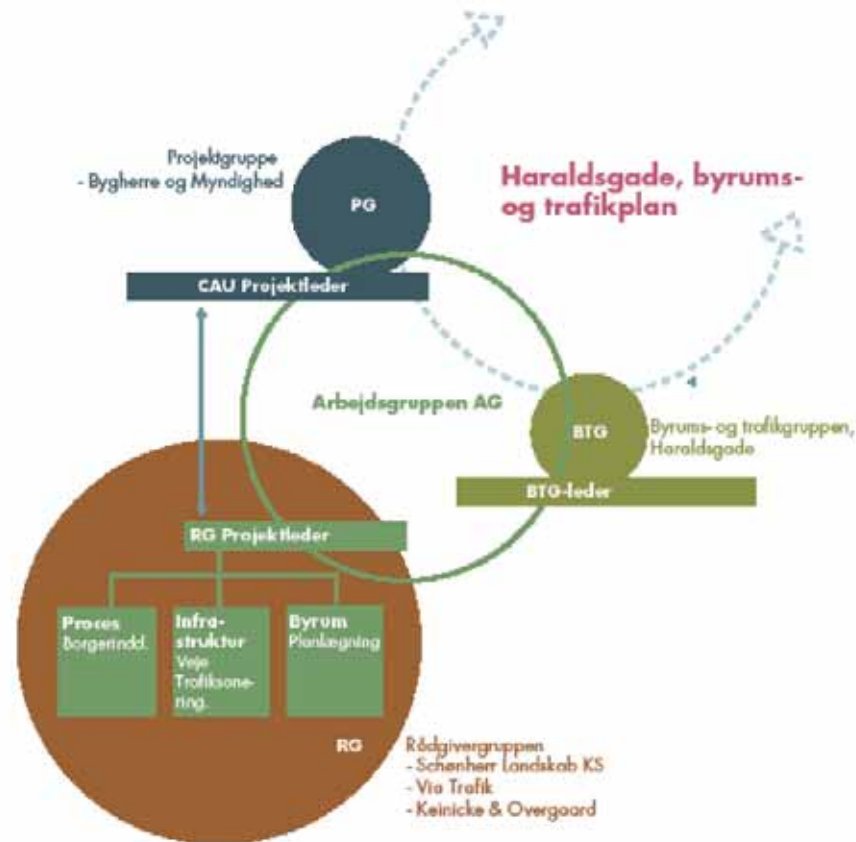 Projektgruppe
- Bygherre og Myndighed
PG
Haraldsgade, byrums-
og trafikplan
CAU Projektleder
Arbejdsgruppen AG
BTG
Byrums- og trafikgruppen,
Haraldsgade
BTG-leder
RG Projektleder
Proces
Borgerindd.
Infra-
struktur
Veje
Trafiksane-
ring.
Byrum
Planlægning
RG
Rådgivergruppen
- Schønherr Landskab KS
- Via Trafik
- Keinicke & Overgaard